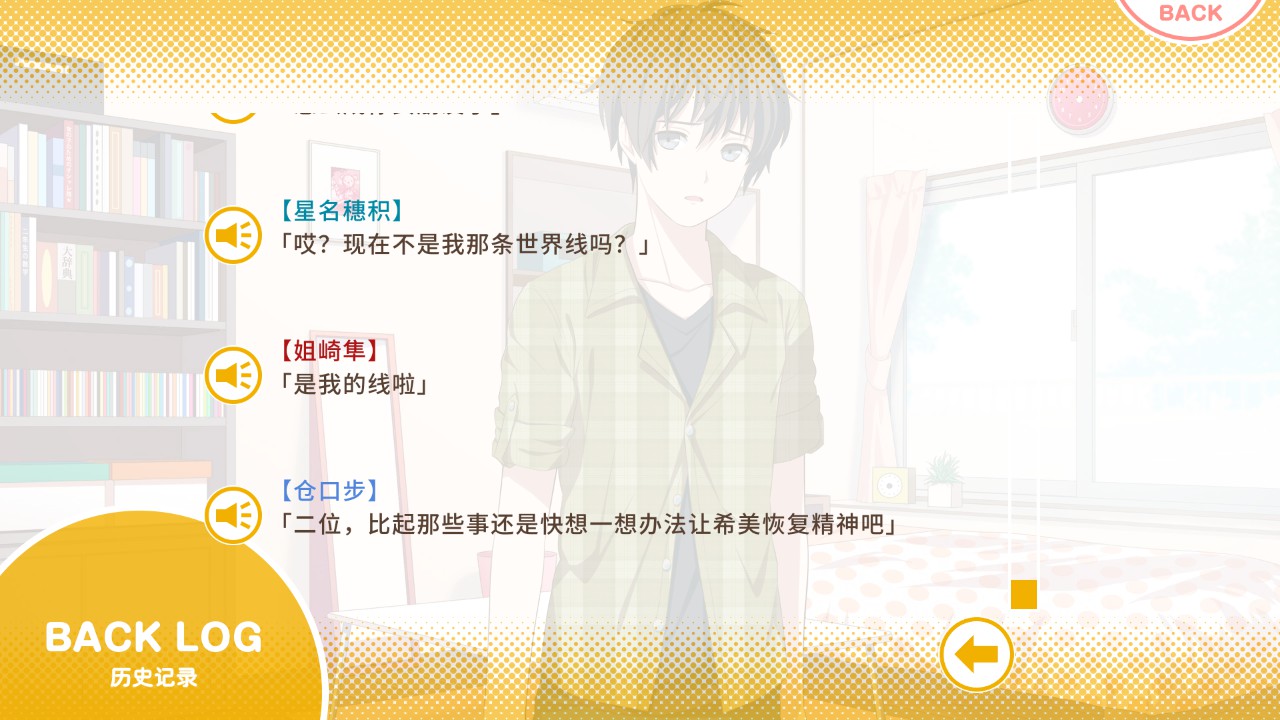 BACK
【星名穗积】
「哎？现在不是我那条世界线吗？」
【姐崎隼】
「是我的线啦」
【仓口步】
「二位，比起那些事还是快想一想办法让希美恢复精神吧」
大辞典
BACK LOG
历史记录